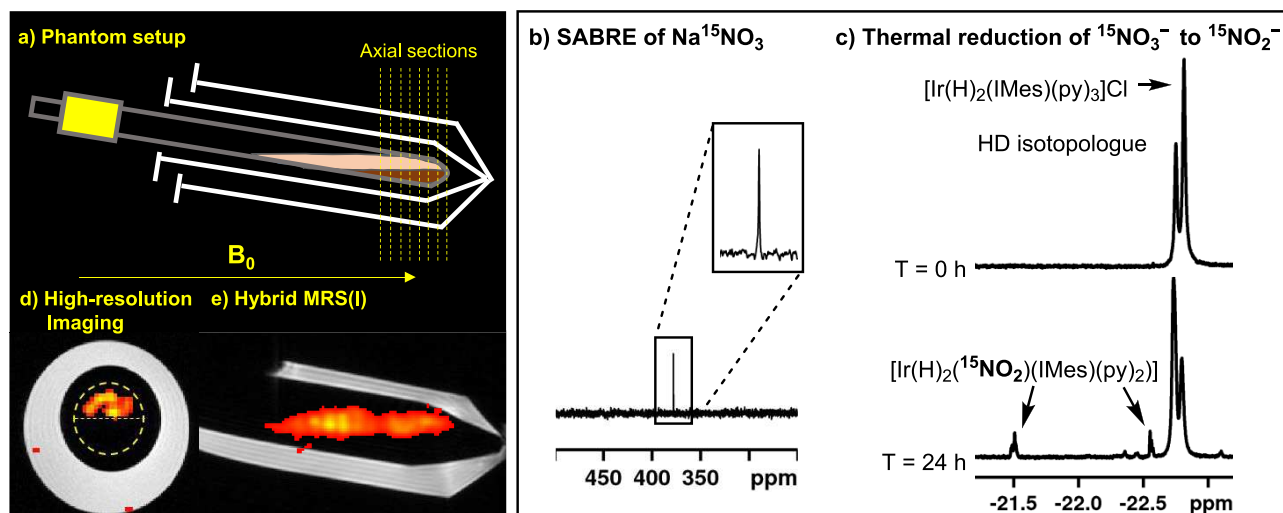 a) Phantom setup
Axial sections
B₀
d) High-resolution
Imaging
e) Hybrid MRS(I)
b) SABRE of Na¹⁵NO₃
450 380 350 ppm
c) Thermal reduction of ¹⁵NO₃⁻ to ¹⁵NO₂⁻
[Ir(H)₂(IMes)(py)₃]Cl
HD isotopologue
T = 0 h
[Ir(H)₂(¹⁵NO₂)(IMes)(py)₂)]
T = 24 h
-21.5 -22.0 -22.5 ppm